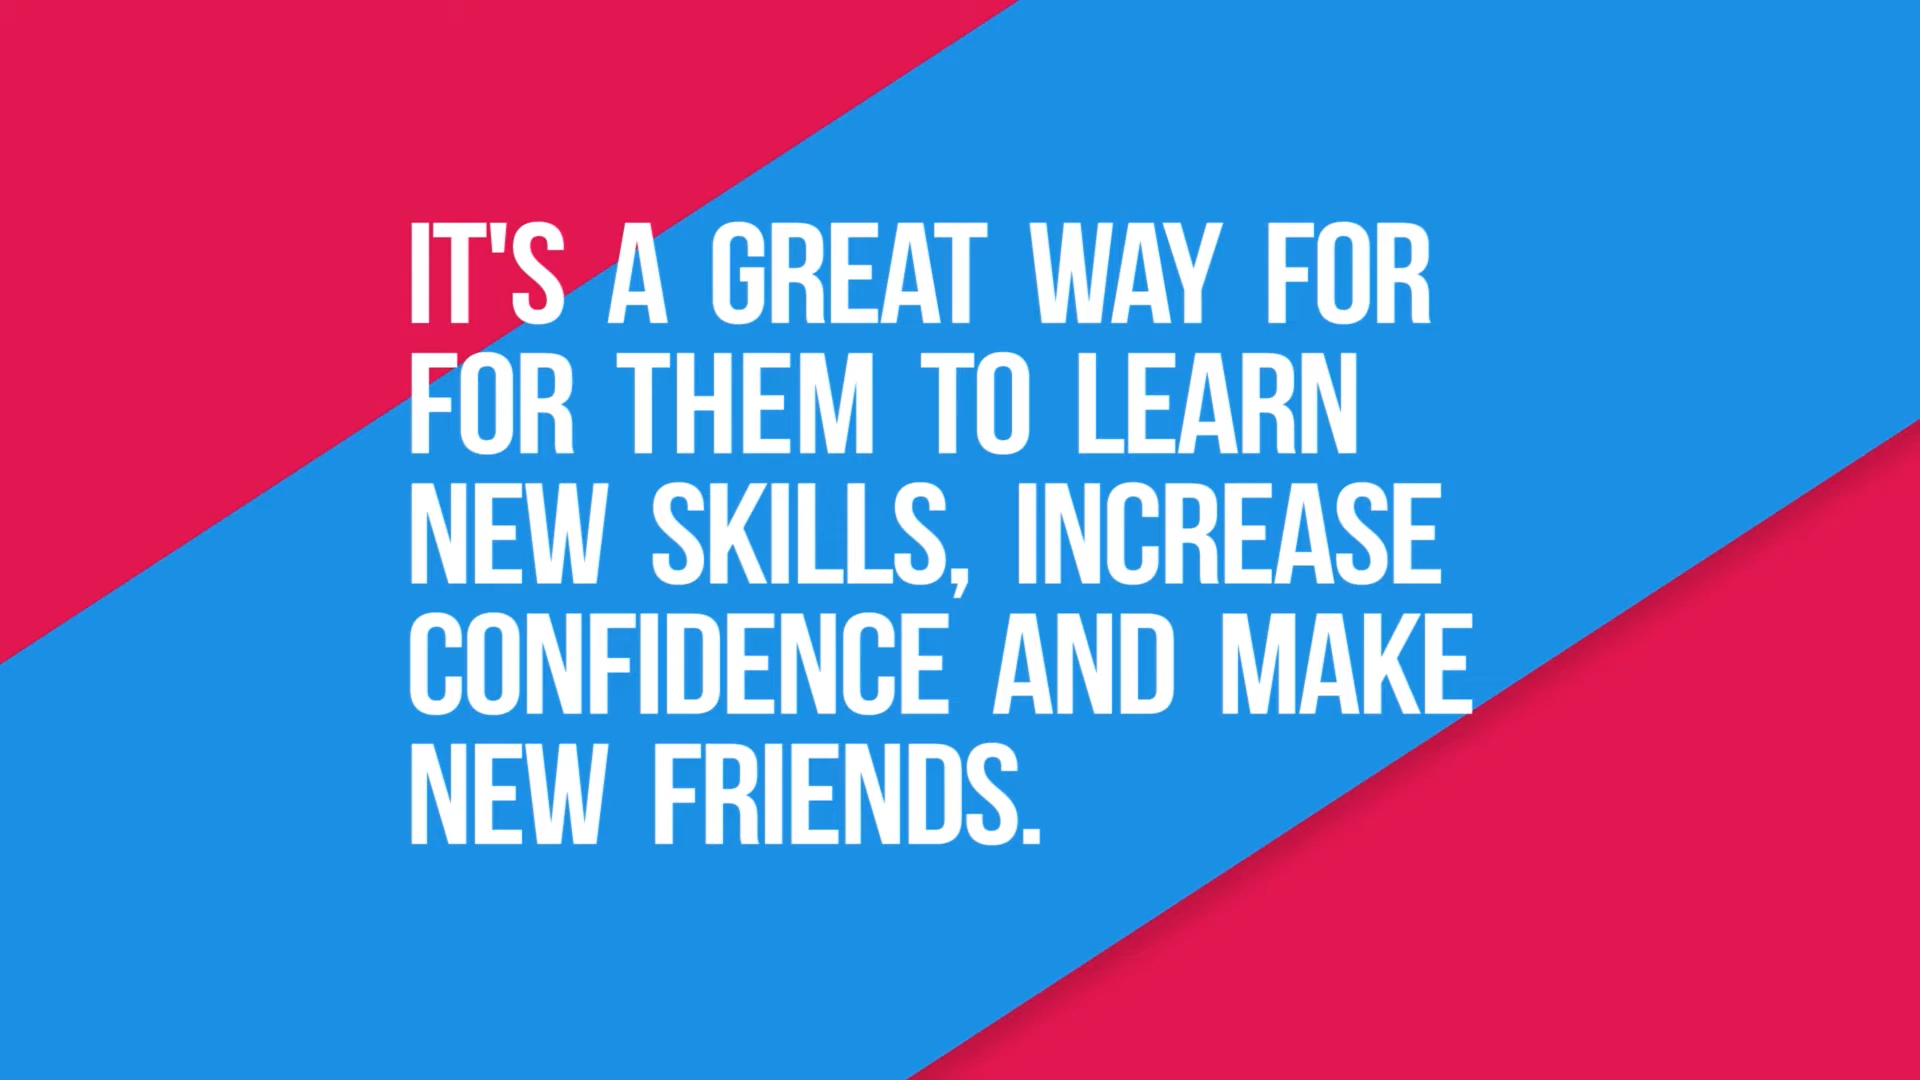 IT'S A GREAT WAY FOR
FOR THEM TO LEARN
NEW SKILLS, INCREASE
CONFIDENCE AND MAKE
NEW FRIENDS.